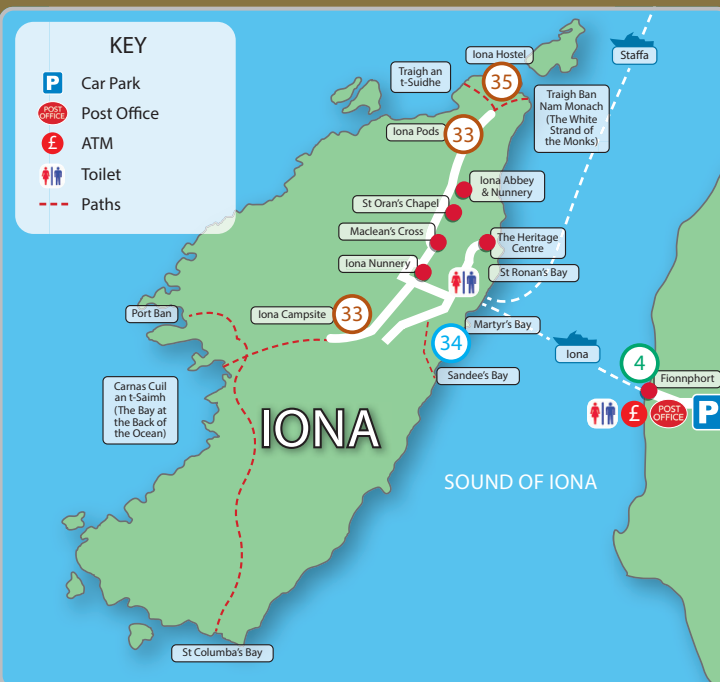 KEY
P
Car Park
POST
OFFICE
Post Office
£
ATM
Toilet
Paths
Iona Hostel
35
Staffa
Traigh an
t-Suidhe
Traigh Ban
Nam Monach
(The White
Strand of
the Monks)
Iona Pods
33
Iona Abbey
& Nunnery
St Oran's Chapel
Maclean's Cross
The Heritage
Centre
Iona Nunnery
St Ronan's Bay
Port Ban
Iona Campsite
33
Martyr's Bay
34
Iona
4
Fionnphort
Sandee's Bay
Carnas Cuil
an t-Saimh
(The Bay at
the Back of
the Ocean)
£
POST
OFFICE
P
IONA
SOUND OF IONA
St Columba's Bay